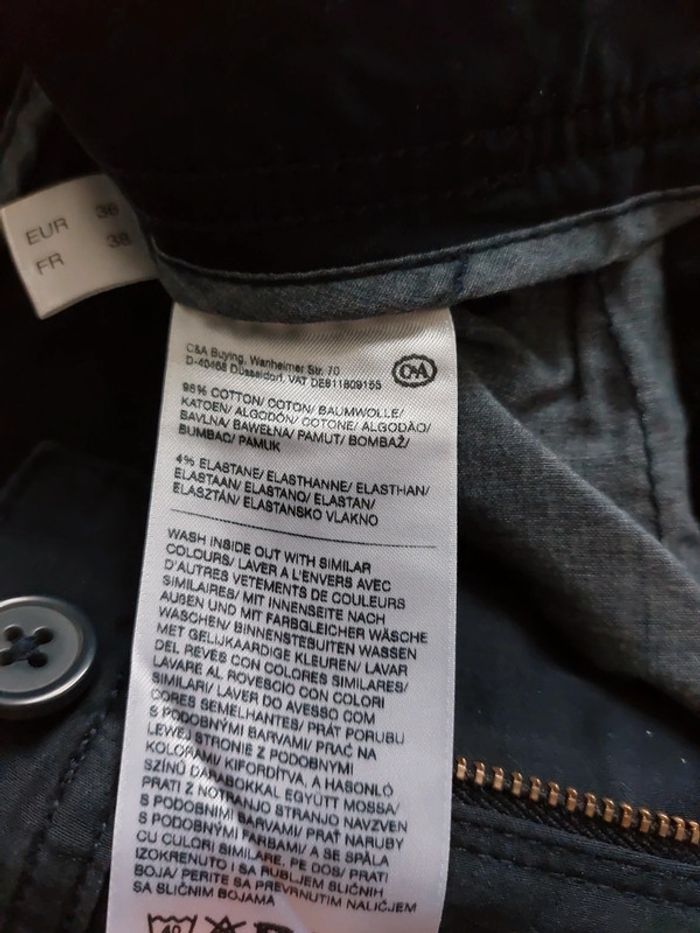 EUR 38
FR 38
C&A Buying, Wanheimer Str. 70
D-40468 Düsseldorf, VAT DE811809155
C&A
96% COTTON/ COTON/ BAUMWOLLE/
KATOEN/ ALGODÓN/ COTONE/ ALGODÃO/
BAVLNA/ BAWEŁNA/ PAMUT/ BOMBAŽ/
BUMBAC/ PAMUK
4% ELASTANE/ ELASTHANNE/ ELASTHAN/
ELASTAAN/ ELASTANO/ ELASTAN/
ELASZTÁN/ ELASTANSKO VLAKNO
WASH INSIDE OUT WITH SIMILAR
COLOURS/ LAVER A L'ENVERS AVEC
D'AUTRES VETEMENTS DE COULEURS
SIMILAIRES/ MIT INNENSEITE NACH
AUßEN UND MIT FARBGLEICHER WÄSCHE
WASCHEN/ BINNENSTEBUITEN WASSEN
MET GELIJKAARDIGE KLEUREN/ LAVAR
DEL REVÉS CON COLORES SIMILARES/
LAVARE AL ROVESCIO CON COLORI
SIMILARI/ LAVER DO AVESSO COM
CORES SEMELHANTES/ PRÁT PORUBU
S PODOBNÝMI BARVAMI/ PRAĆ NA
LEWEJ STRONIE Z PODOBNYMI
KOLORAMI/ KIFORDÍTVA, A HASONLÓ
SZÍNŰ DARABOKKAL EGYÜTT MOSSA/
PRATI Z NOTRANJO STRANJO NAVZVEN
S PODOBNIMI BARVAMI/ PRAŤ NARUBY
S PODOBNÝMI FARBAMI/ A SE SPĂLA
CU CULORI SIMILARE, PE DOS/ PRATI
IZOKRENUTO I SA RUBLJEM SLIČNIH
BOJA/ PERITE SA PREVRNUTIM NALIČJEM
SA SLIČNIM BOJAMA
40